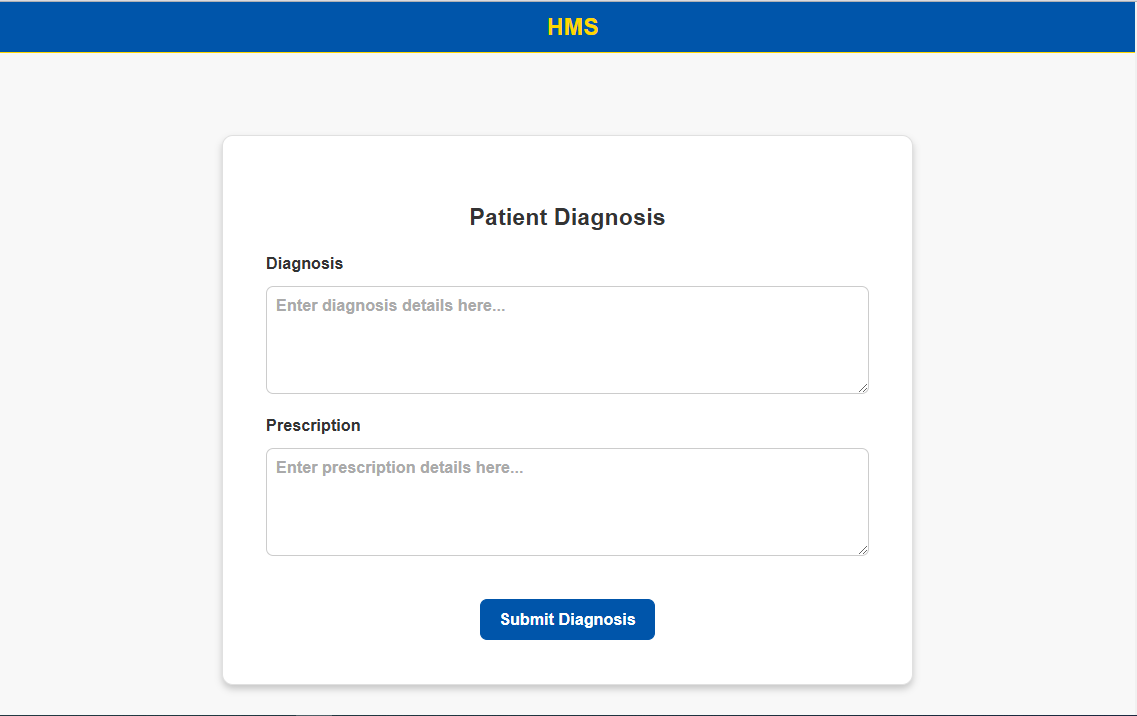 HMS
Patient Diagnosis
Diagnosis
Enter diagnosis details here...
Prescription
Enter prescription details here...
Submit Diagnosis